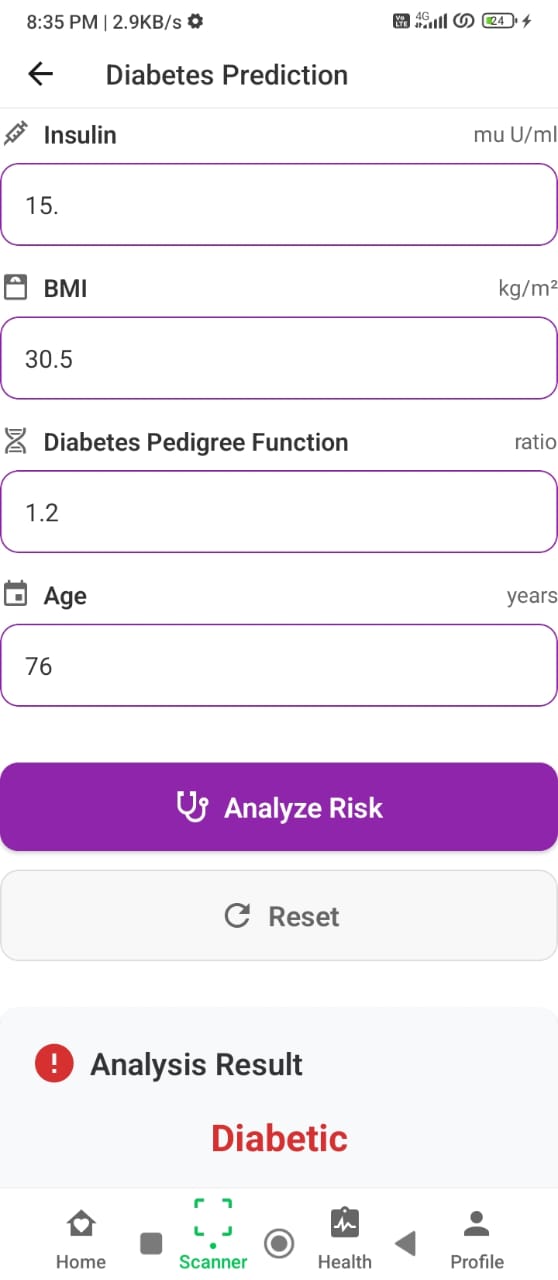 8:35 PM | 2.9KB/s
Vo LTE 4G 24
Diabetes Prediction
Insulin mu U/ml
15.
BMI kg/m²
30.5
Diabetes Pedigree Function ratio
1.2
Age years
76
Analyze Risk
Reset
! Analysis Result
Diabetic
Home Scanner Health Profile